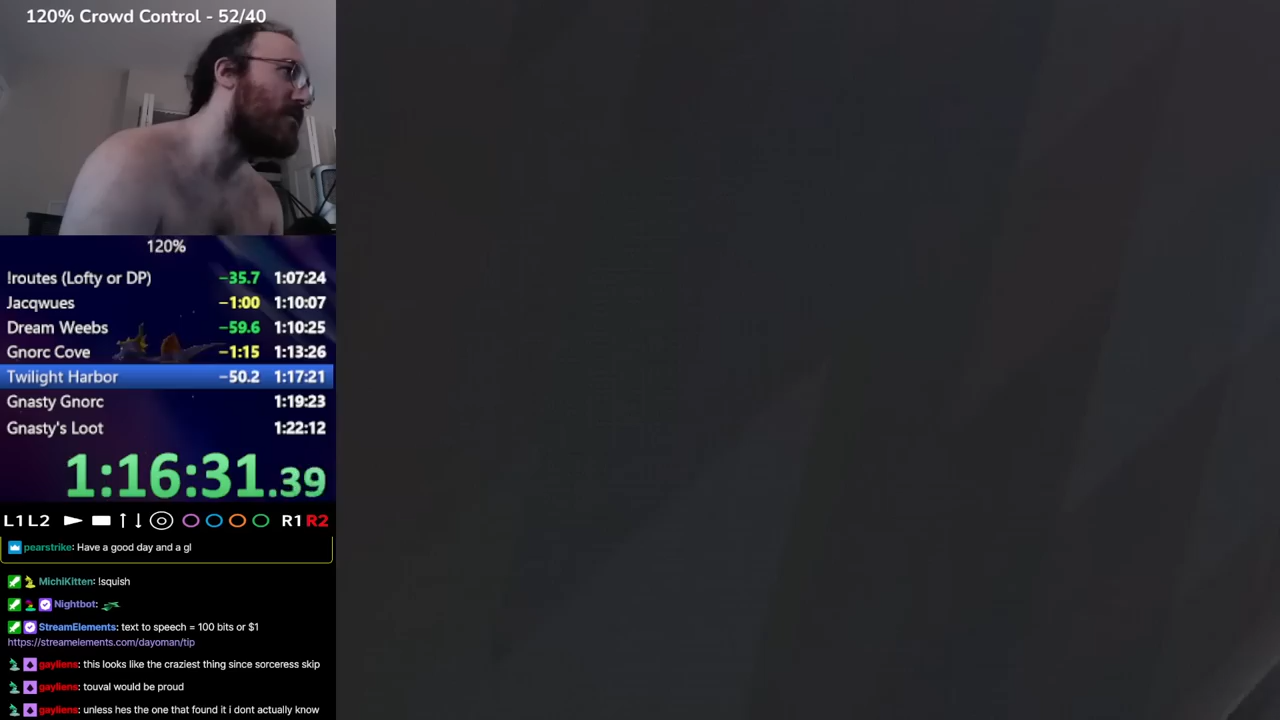 120% Crowd Control - 52/40
120%
!routes (Lofty or DP) -35.7 1:07:24
Jacqwues -1:00 1:10:07
Dream Weebs -59.6 1:10:25
Gnorc Cove -1:15 1:13:26
Twilight Harbor -50.2 1:17:21
Gnasty Gnorc 1:19:23
Gnasty's Loot 1:22:12
1:16:31.39
L1 L2 R1 R2
pearstrike: Have a good day and a gl
MichiKitten: !squish
Nightbot:
StreamElements: text to speech = 100 bits or $1
https://streamelements.com/dayoman/tip
gayliens: this looks like the craziest thing since sorceress skip
gayliens: touval would be proud
gayliens: unless hes the one that found it i dont actually know